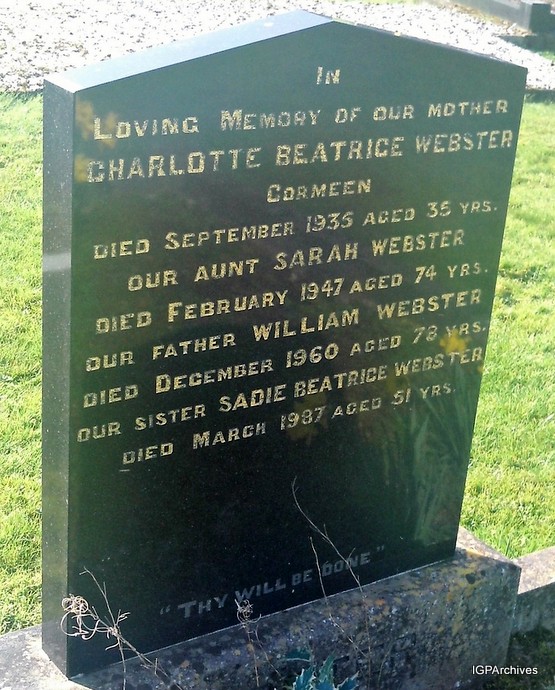 IN
LOVING MEMORY OF OUR MOTHER
CHARLOTTE BEATRICE WEBSTER
CORMEEN
DIED SEPTEMBER 1935 AGED 35 YRS.
OUR AUNT SARAH WEBSTER
DIED FEBRUARY 1947 AGED 74 YRS.
OUR FATHER WILLIAM WEBSTER
DIED DECEMBER 1960 AGED 78 YRS.
OUR SISTER SADIE BEATRICE WEBSTER
DIED MARCH 1987 AGED 51 YRS.
"THY WILL BE DONE"
IGPArchives